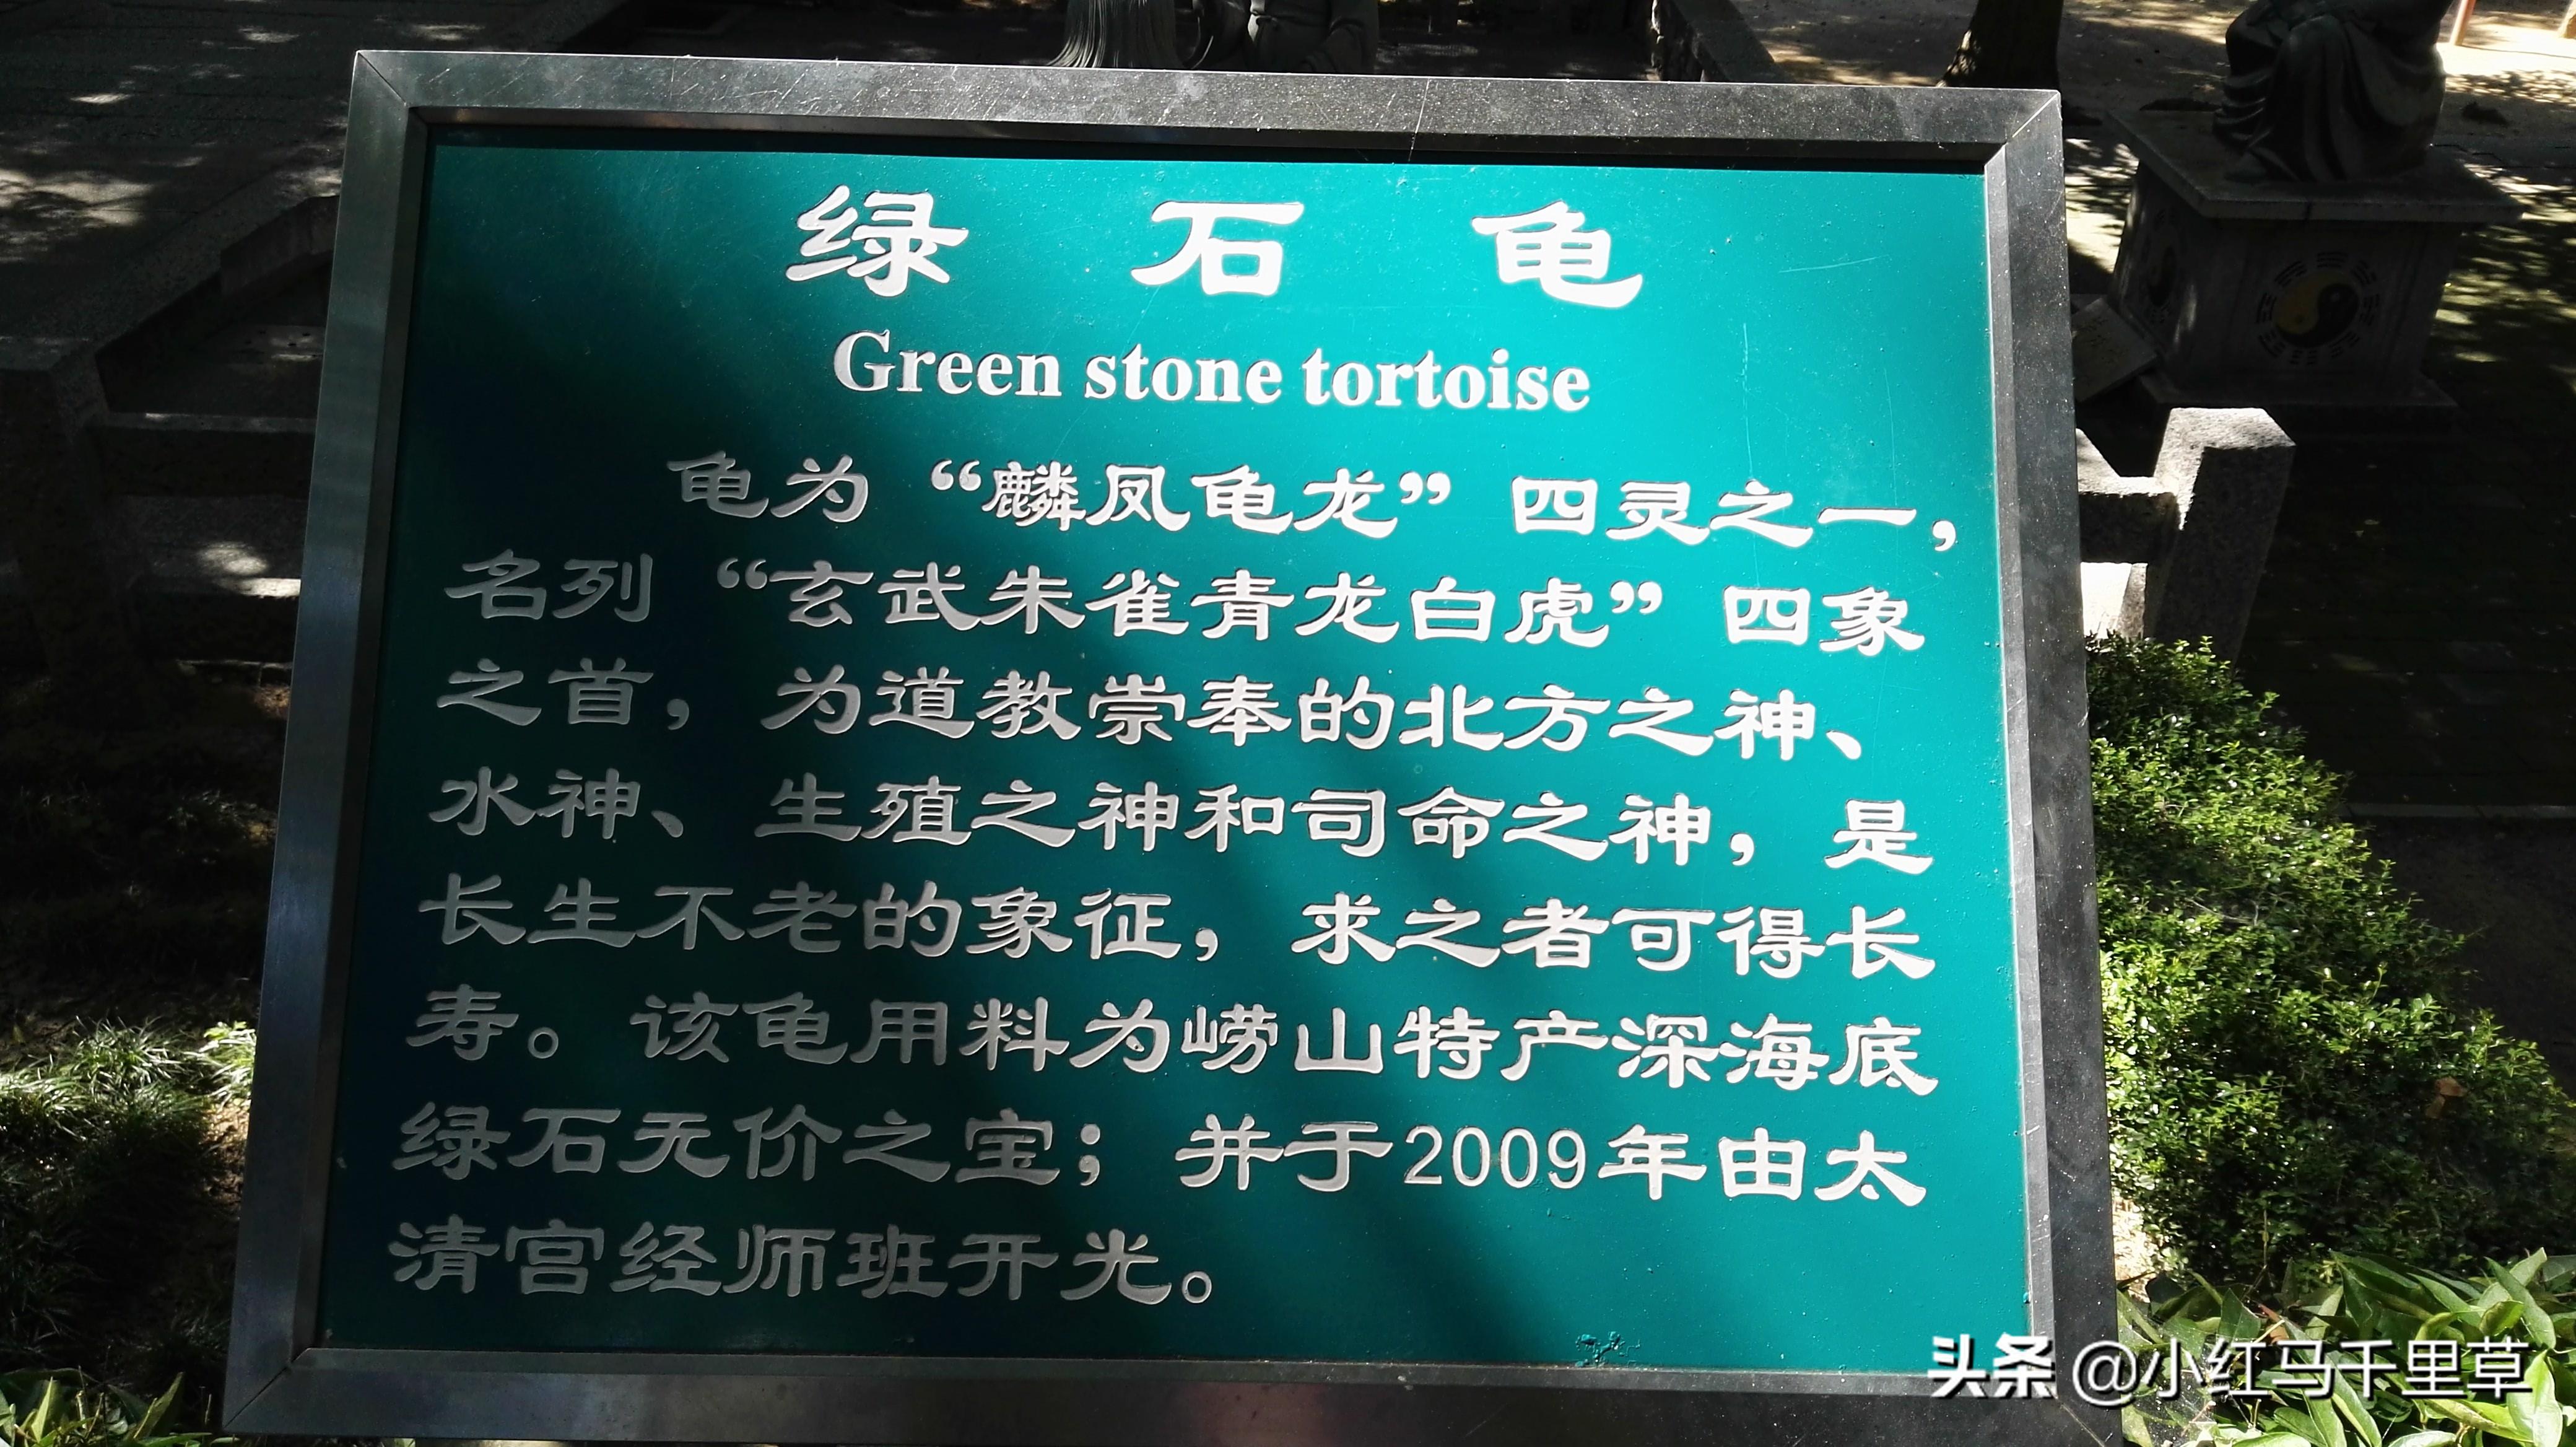 绿石龟
Green stone tortoise
龟为“麟凤龟龙”四灵之一，
名列“玄武朱雀青龙白虎”四象
之首，为道教崇奉的北方之神、
水神、生殖之神和司命之神，是
长生不老的象征，求之者可得长
寿。该龟用料为崂山特产深海底
绿石无价之宝；并于2009年由太
清宫经师班开光。
头条 @小红马千里草